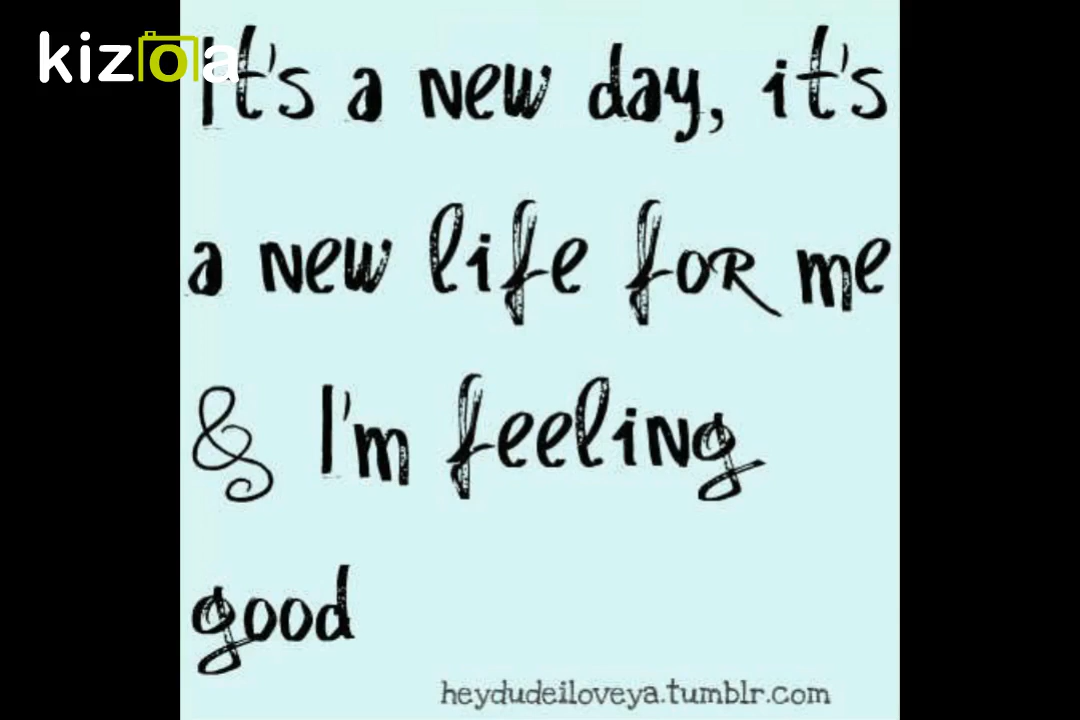 kizoa
It's a new day, it's
a new life for me
& I'm feeling
good
heydudeiloveya.tumblr.com